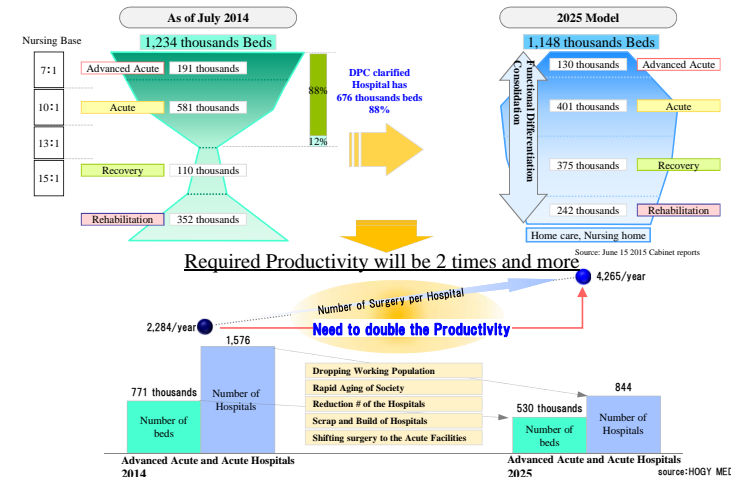 As of July 2014
2025 Model
Nursing Base
1,234 thousands Beds
1,148 thousands Beds
7:1
Advanced Acute
191 thousands
130 thousands
Advanced Acute
88%
DPC clarified
Hospital has
676 thousands beds
88%
Functional Differentiation
Consolidation
10:1
Acute
581 thousands
401 thousands
Acute
13:1
12%
15:1
Recovery
110 thousands
375 thousands
Recovery
Rehabilitation
352 thousands
242 thousands
Rehabilitation
Home care, Nursing home
Source: June 15 2015 Cabinet reports
Required Productivity will be 2 times and more
4,265/year
Number of Surgery per Hospital
2,284/year
Need to double the Productivity
1,576
771 thousands
Number of
Hospitals
Number of
beds
Dropping Working Population
Rapid Aging of Society
Reduction # of the Hospitals
Scrap and Build of Hospitals
Shifting surgery to the Acute Facilities
844
530 thousands
Number of
Hospitals
Number of
beds
Advanced Acute and Acute Hospitals
2014
Advanced Acute and Acute Hospitals
2025
source:HOGY MED